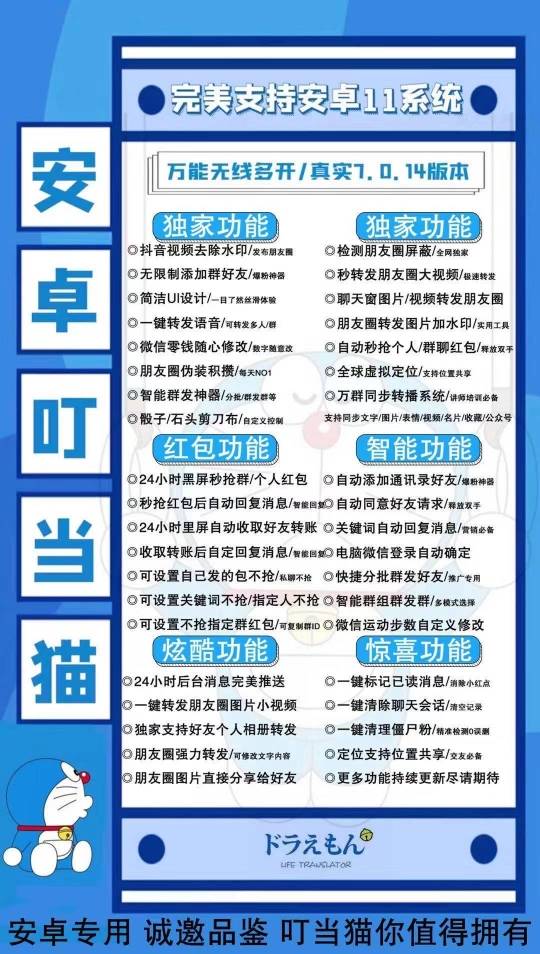 完美支持安卓11系统
万能无线多开/真实7.0.14版本
安
卓
叮
当
猫
独家功能
◎抖音视频去除水印/发布朋友圈
◎无限制添加群好友/爆粉神器
◎简洁UI设计/一目了然丝滑体验
◎一键转发语音/可转发多人/群
◎微信零钱随心修改/数字随意改
◎朋友圈伪装积攒/每天NO1
◎智能群发神器/分批/群发群等
◎骰子/石头剪刀布/自定义控制
独家功能
◎检测朋友圈屏蔽/全网独家
◎秒转发朋友圈大视频/极速转发
◎聊天窗图片/视频转发朋友圈
◎朋友圈转发图片加水印/实用工具
◎自动秒抢个人/群聊红包/释放双手
◎全球虚拟定位/支持位置共享
◎万群同步转播系统/讲师培训必备
支持同步文字/图片/表情/视频/名片/收藏/公众号
红包功能
◎24小时黑屏秒抢群/个人红包
◎秒抢红包后自动回复消息/智能回复
◎24小时里屏自动收取好友转账
◎收取转账后自定回复消息/智能回复
◎可设置自己发的包不抢/私聊不抢
◎可设置关键词不抢/指定人不抢
◎可设置不抢指定群红包/可复制群ID
智能功能
◎自动添加通讯录好友/爆粉神器
◎自动同意好友请求/释放双手
◎关键词自动回复消息/营销必备
◎电脑微信登录自动确定
◎快捷分批群发好友/推广专用
◎智能群组群发群/多模式选择
◎微信运动步数自定义修改
炫酷功能
◎24小时后台消息完美推送
◎一键转发朋友圈图片小视频
◎独家支持好友个人相册转发
◎朋友圈强力转发/可修改文字内容
◎朋友圈图片直接分享给好友
惊喜功能
◎一键标记已读消息/消除小红点
◎一键清除聊天会话/清空记录
◎一键清理僵尸粉/精准检测0误删
◎定位支持位置共享/交友必备
◎更多功能持续更新尽请期待
ドラえもん
LIFE TRANSLATOR
安卓专用 诚邀品鉴 叮当猫你值得拥有